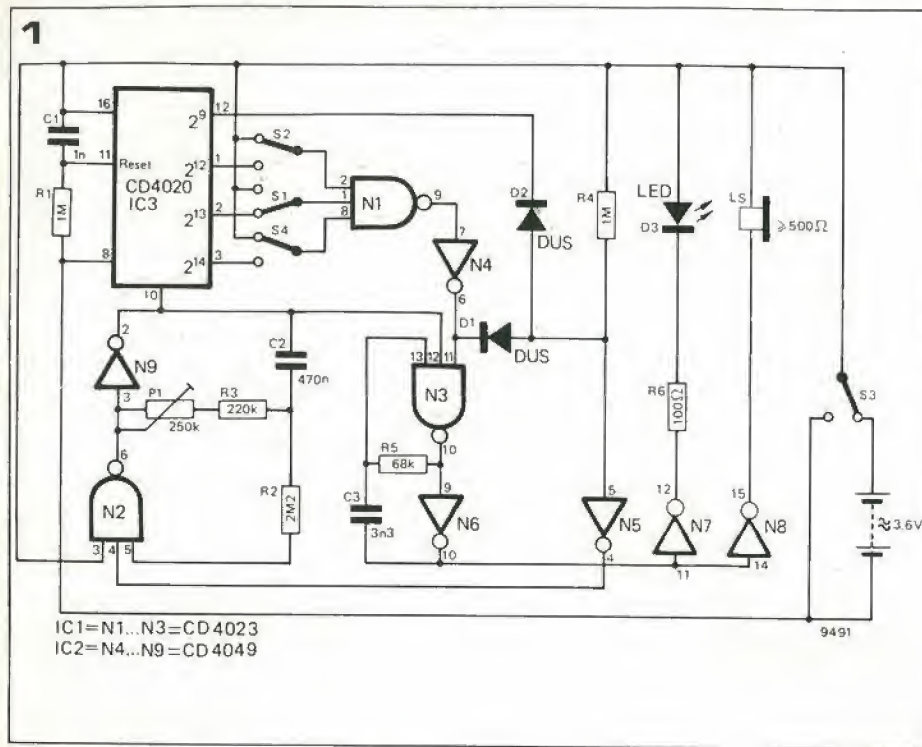 1
16
12
2⁹
C1
1n
11
Reset
2¹²
1
S2
2
1
8
N1
9
R1
1M
CD4020
IC3
2
2¹³
S1
S4
8
3
2¹⁴
10
7
N4
6
D2
DUS
R4
1M
LED
D3
LS
≥500Ω
D1
DUS
2
N9
3
C2
470n
13
12
11
N3
10
P1
250k
R3
220k
R6
100Ω
S3
6
N2
3
4
5
R2
2M2
R5
68k
C3
3n3
9
N6
10
5
N5
4
12
N7
11
15
N8
14
≈3.6V
IC1=N1...N3=CD4023
IC2=N4...N9=CD4049
9491